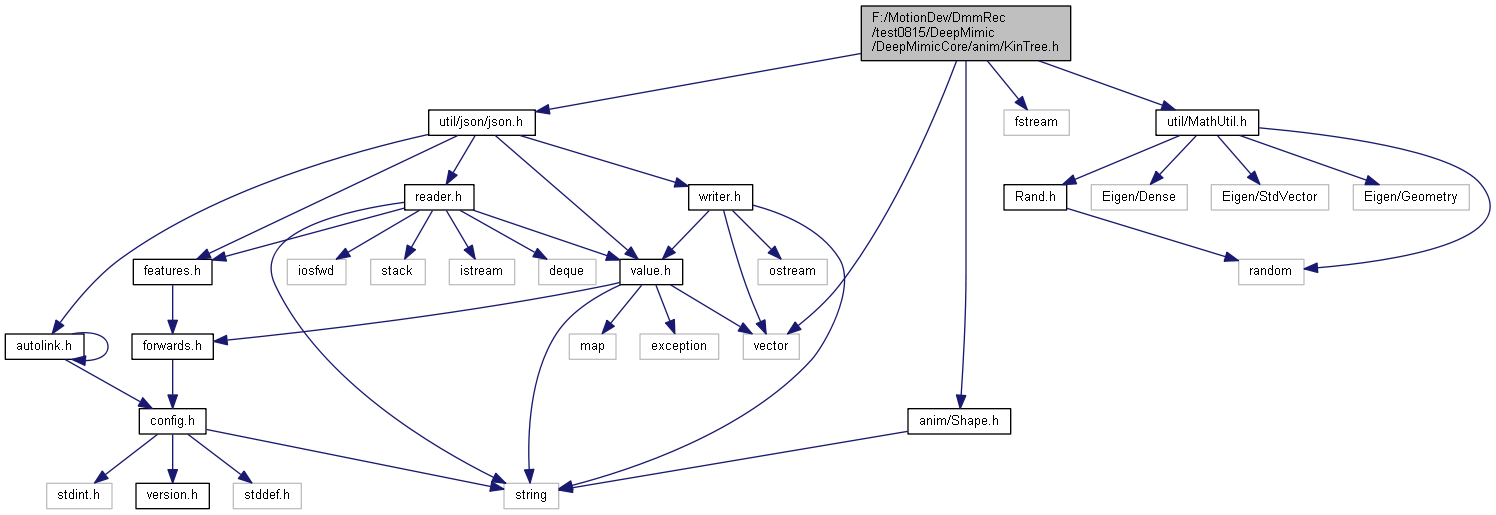 F:/MotionDev/DmmRec
/test0815/DeepMimic
/DeepMimicCore/anim/KinTree.h
util/json/json.h
fstream
util/MathUtil.h
reader.h
writer.h
Rand.h
Eigen/Dense
Eigen/StdVector
Eigen/Geometry
features.h
iosfwd
stack
istream
deque
value.h
ostream
random
autolink.h
forwards.h
map
exception
vector
config.h
anim/Shape.h
stdint.h
version.h
stddef.h
string